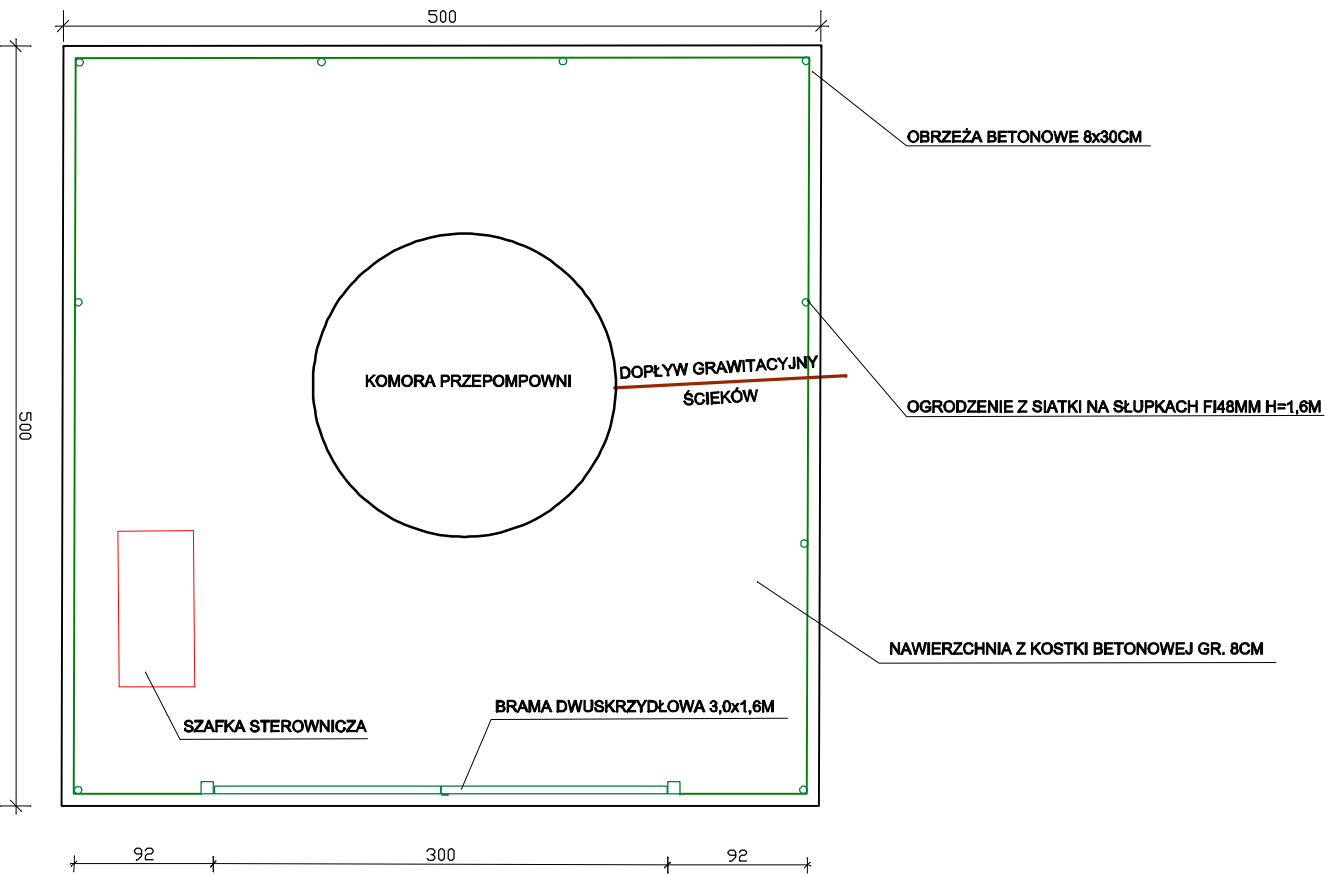 500
OBRZEŻA BETONOWE 8x30CM
DOPŁYW GRAWITACYJNY
ŚCIEKÓW
KOMORA PRZEPOMPOWNI
500
OGRODZENIE Z SIATKI NA SŁUPKACH FI48MM H=1,6M
NAWIERZCHNIA Z KOSTKI BETONOWEJ GR. 8CM
BRAMA DWUSKRZYDŁOWA 3,0x1,6M
SZAFKA STEROWNICZA
92
300
92